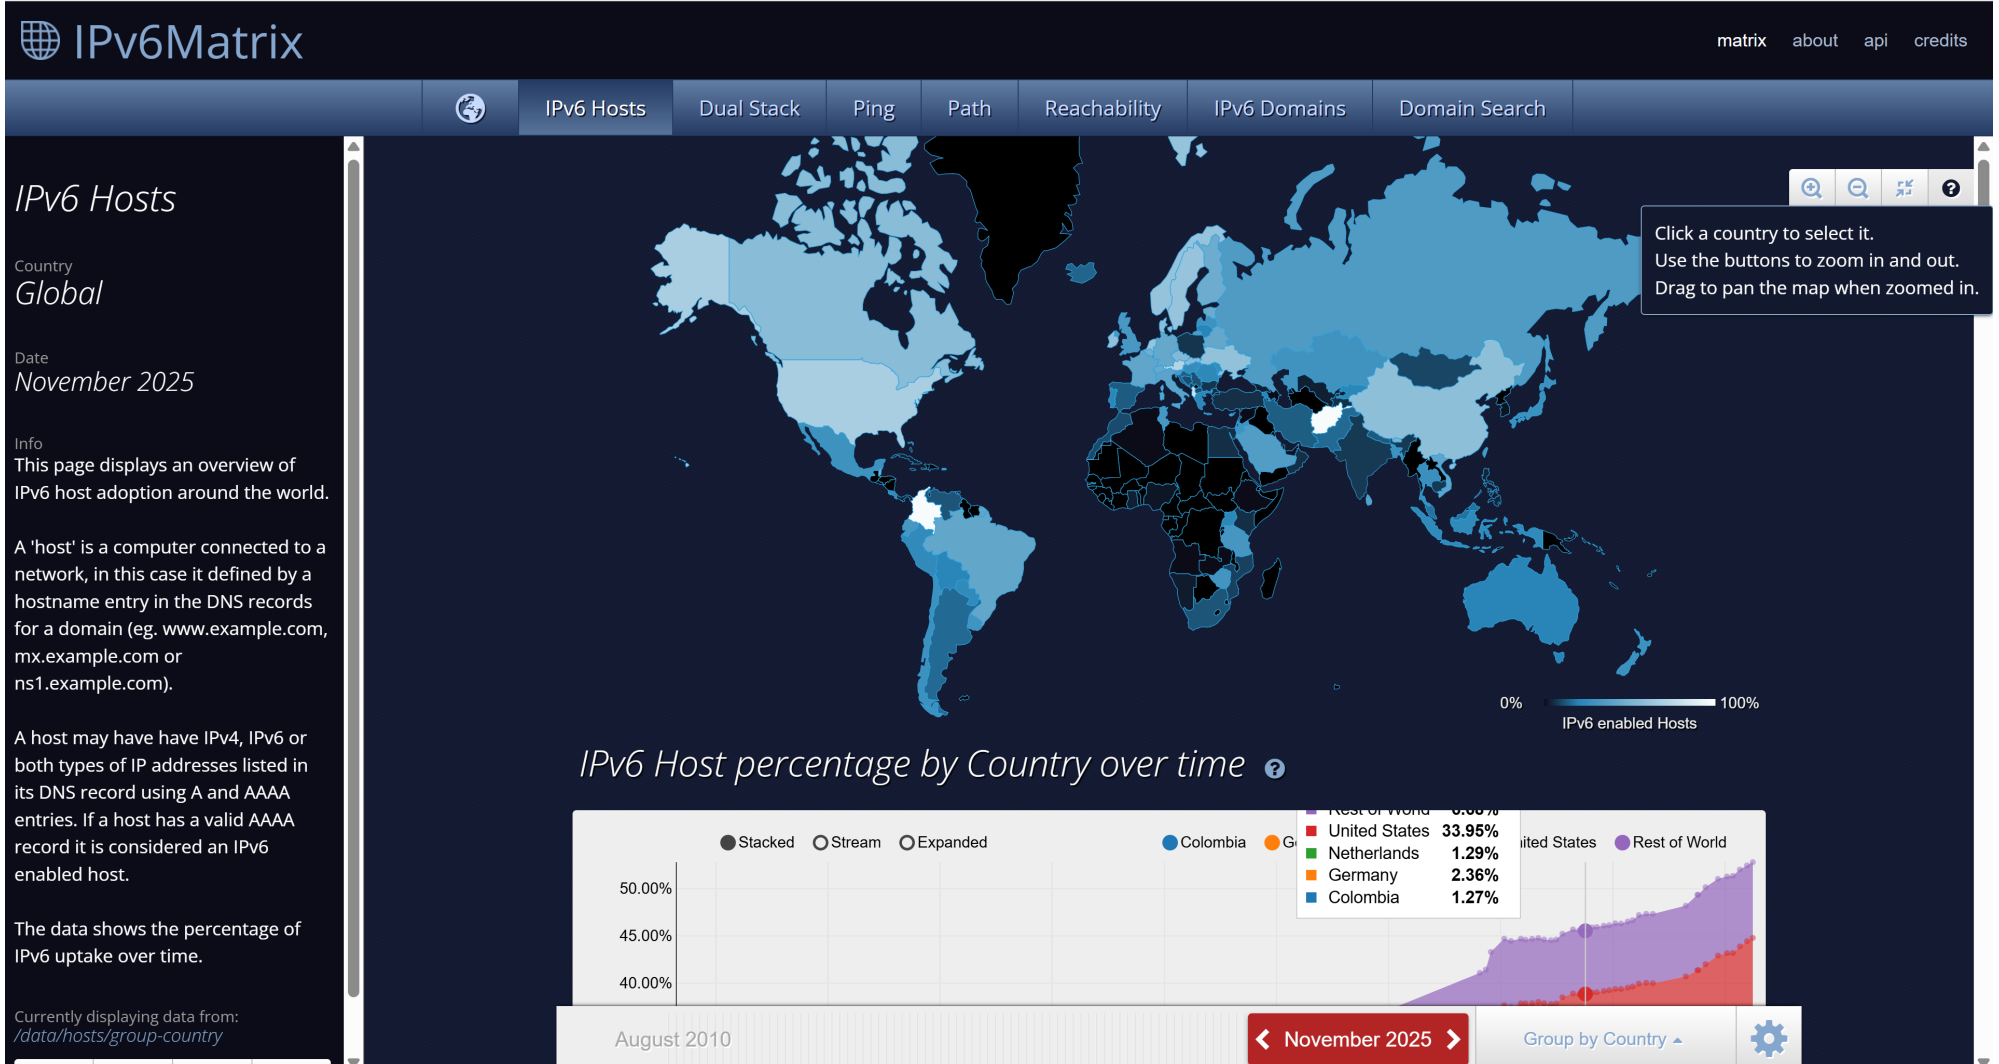 IPv6Matrix
matrix about api credits
IPv6 Hosts Dual Stack Ping Path Reachability IPv6 Domains Domain Search
IPv6 Hosts
Country
Global
Date
November 2025
Info
This page displays an overview of
IPv6 host adoption around the world.
A 'host' is a computer connected to a
network, in this case it defined by a
hostname entry in the DNS records
for a domain (eg. www.example.com,
mx.example.com or
ns1.example.com).
A host may have have IPv4, IPv6 or
both types of IP addresses listed in
its DNS record using A and AAAA
entries. If a host has a valid AAAA
record it is considered an IPv6
enabled host.
The data shows the percentage of
IPv6 uptake over time.
Currently displaying data from:
/data/hosts/group-country
Click a country to select it.
Use the buttons to zoom in and out.
Drag to pan the map when zoomed in.
0% 100%
IPv6 enabled Hosts
IPv6 Host percentage by Country over time ?
Stacked Stream Expanded Colombia States Rest of World
Rest of World
United States 33.95%
Netherlands 1.29%
Germany 2.36%
Colombia 1.27%
50.00%
45.00%
40.00%
August 2010 November 2025 Group by Country